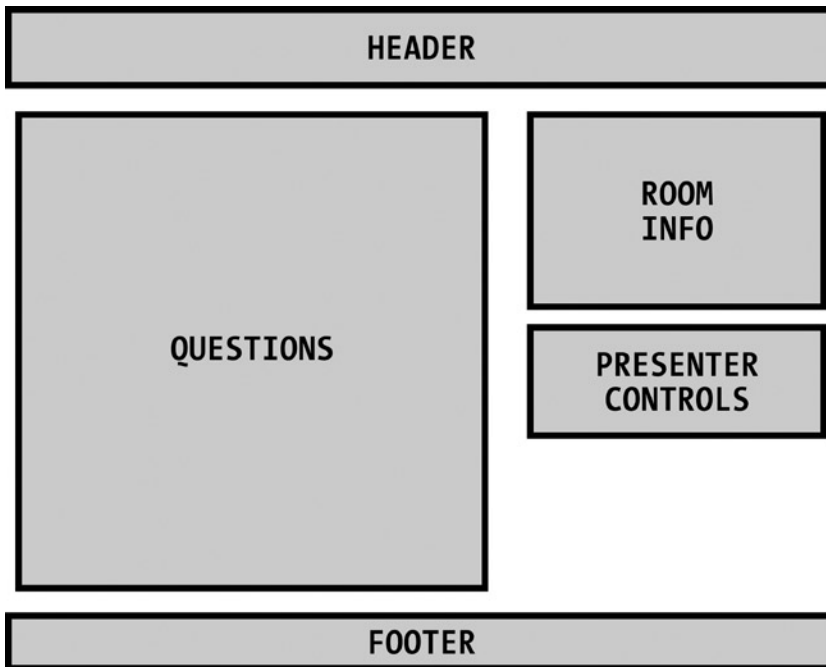 HEADER
QUESTIONS
ROOM
INFO
PRESENTER
CONTROLS
FOOTER